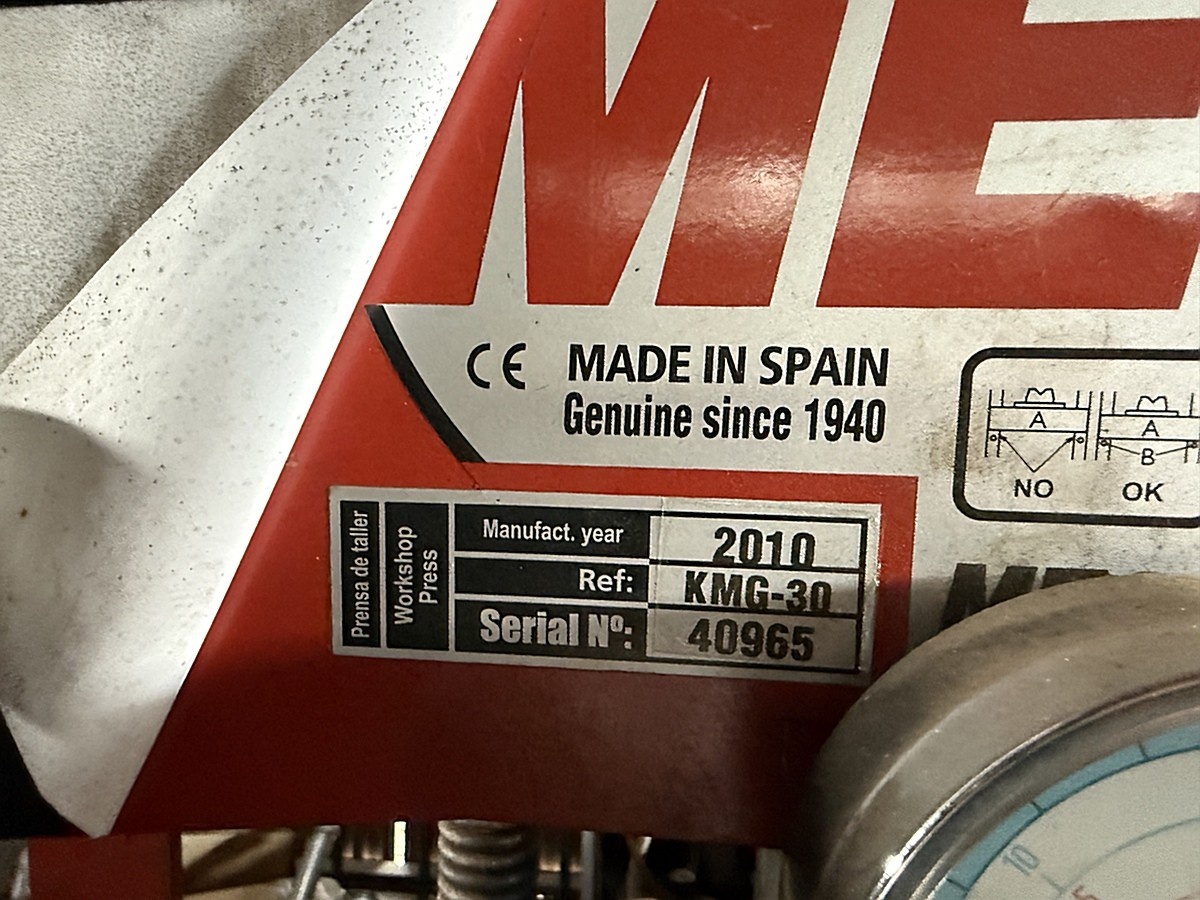 ME
CE MADE IN SPAIN
Genuine since 1940
A A
B
NO OK
Prensa de taller
Workshop
Press
Manufact. year 2010
Ref: KMG-30
Serial Nº: 40965
10